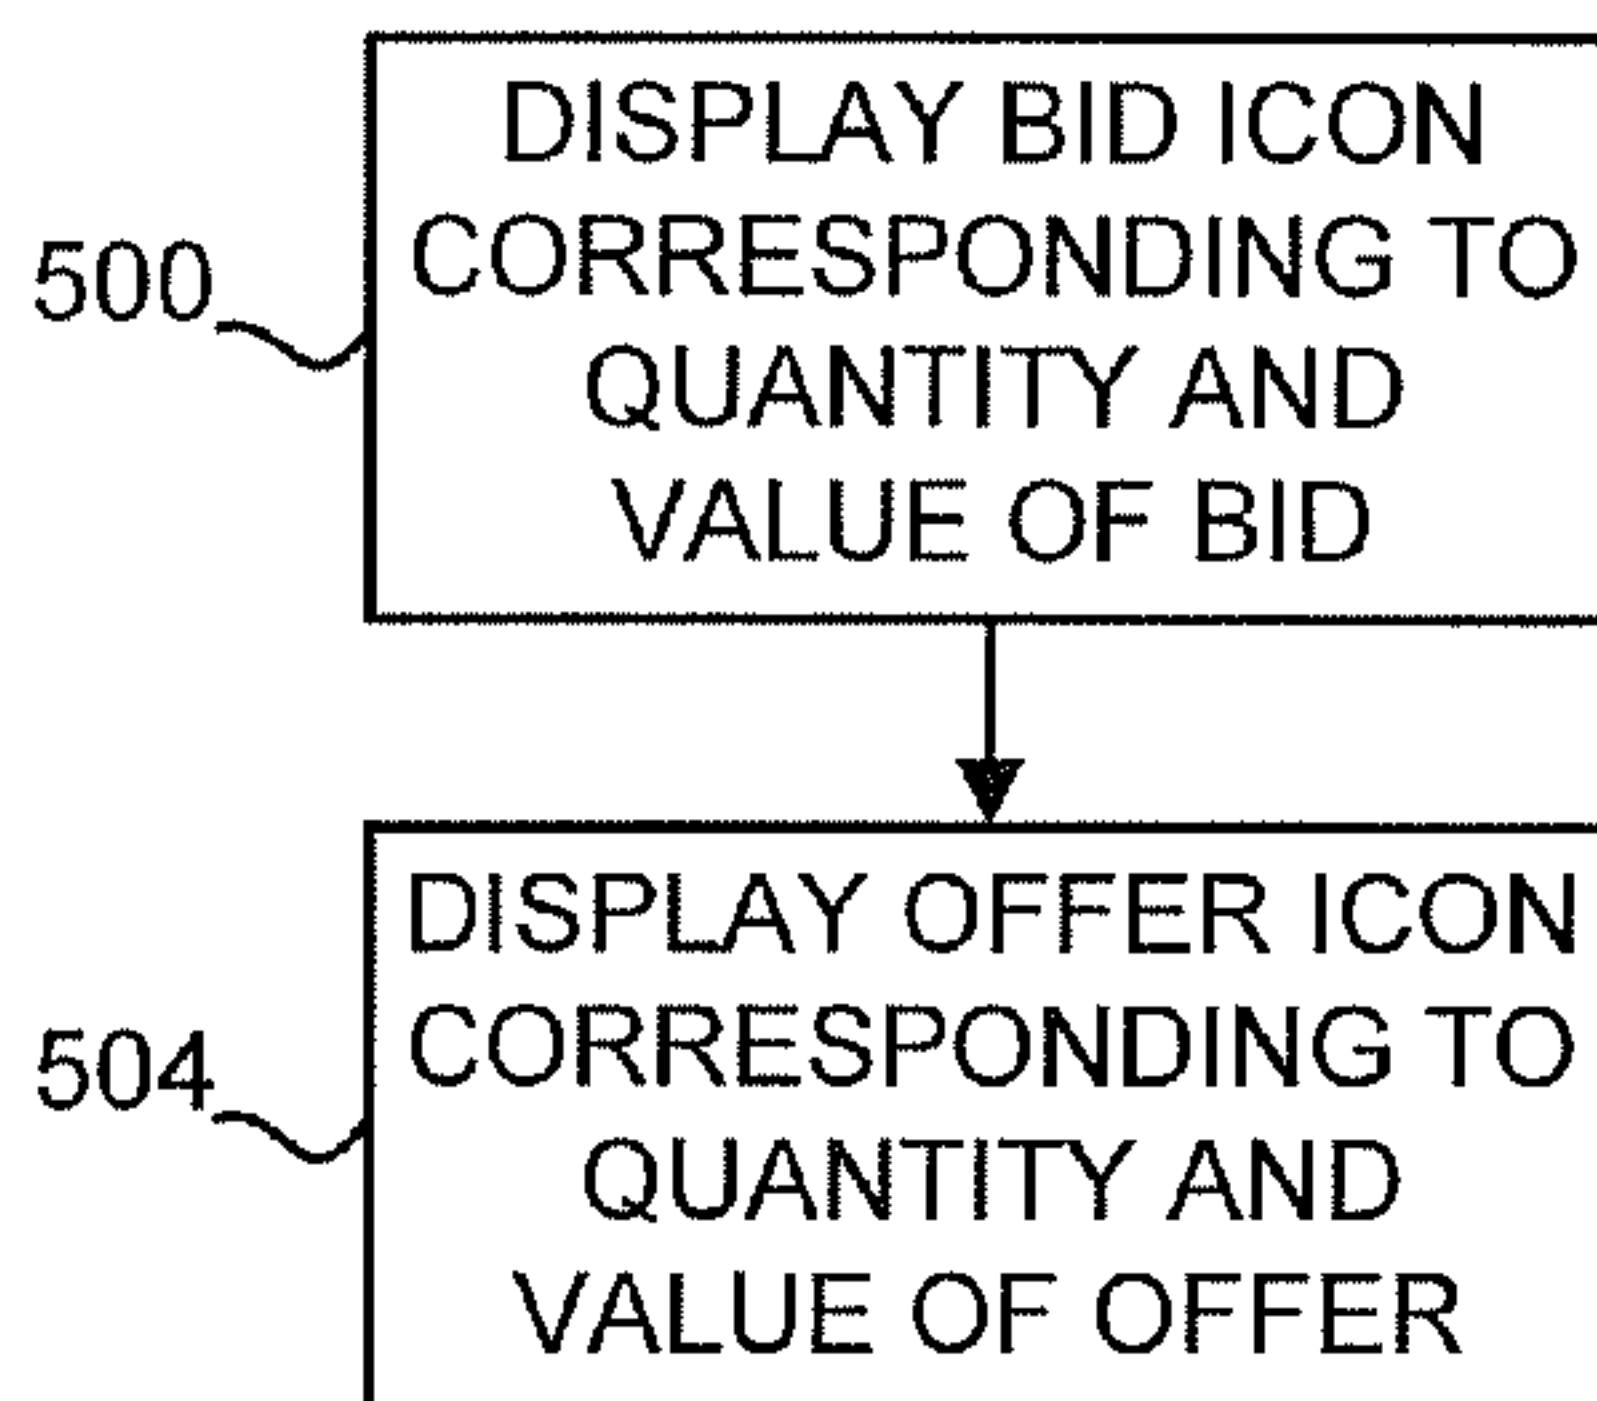 500
DISPLAY BID ICON
CORRESPONDING TO
QUANTITY AND
VALUE OF BID
504
DISPLAY OFFER ICON
CORRESPONDING TO
QUANTITY AND
VALUE OF OFFER